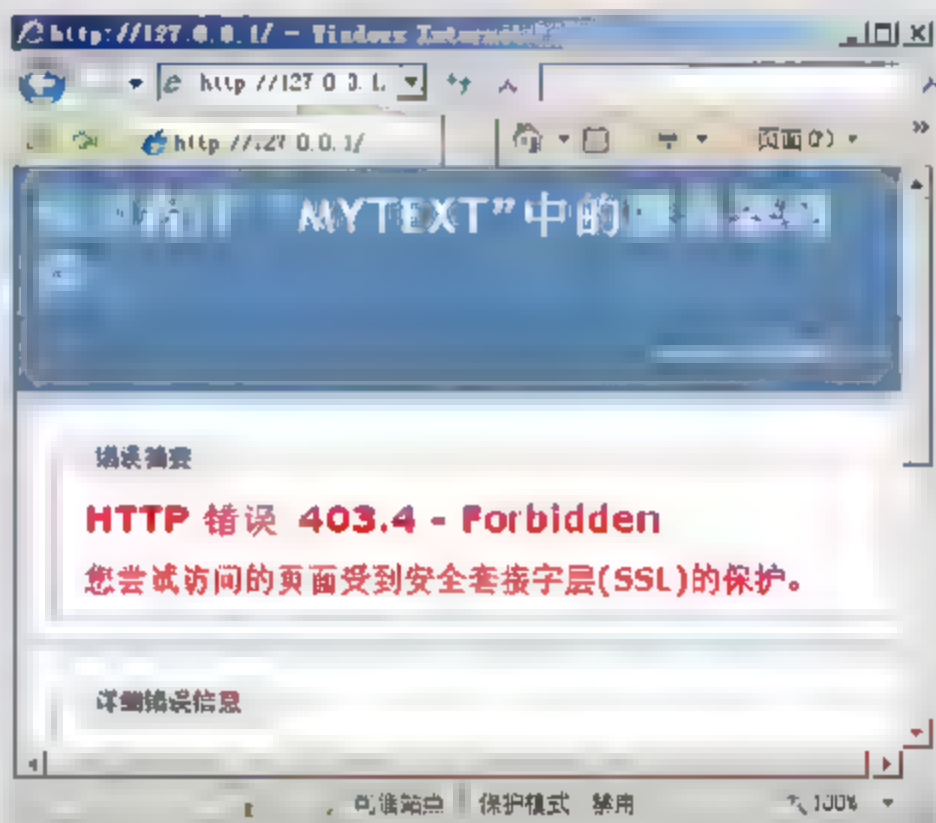 http://127.0.0.1/ - Windows Internet
http://127.0.0.1/
http://127.0.0.1/
页面(P)
MYTEXT”中的
错误摘要
HTTP 错误 403.4 - Forbidden
您尝试访问的页面受到安全套接字层(SSL)的保护。
详细错误信息
可信站点
保护模式 禁用
100%